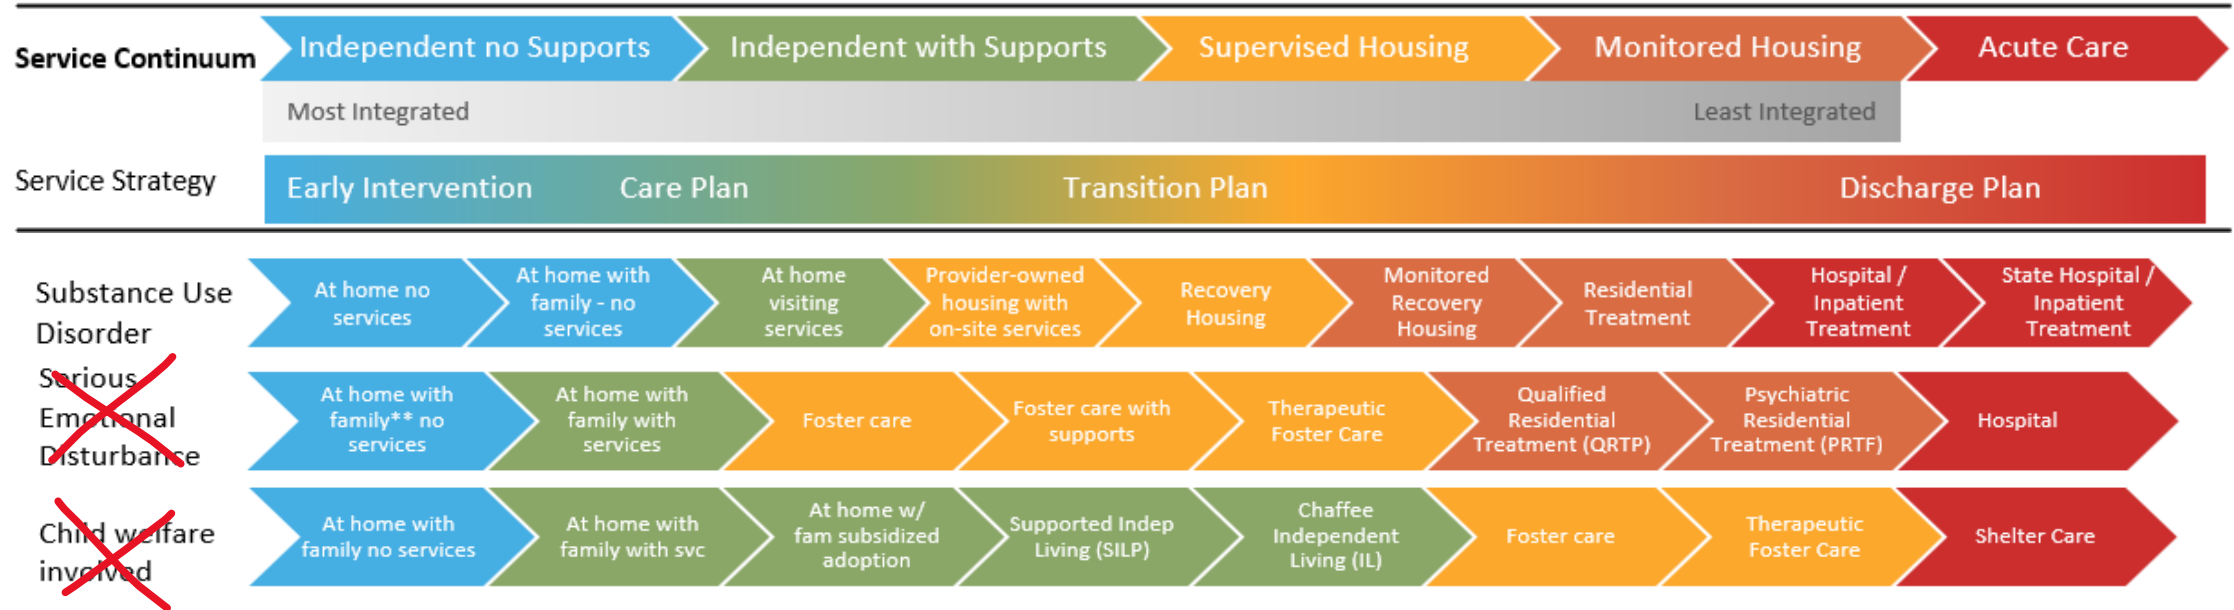 Service Continuum
Independent no Supports
Independent with Supports
Supervised Housing
Monitored Housing
Acute Care
Most Integrated
Least Integrated
Service Strategy
Early Intervention
Care Plan
Transition Plan
Discharge Plan
Substance Use
Disorder
At home no
services
At home with
family - no
services
At home
visiting
services
Provider-owned
housing with
on-site services
Recovery
Housing
Monitored
Recovery
Housing
Residential
Treatment
Hospital /
Inpatient
Treatment
State Hospital /
Inpatient
Treatment
Serious
Emotional
Disturbance
At home with
family** no
services
At home with
family with
services
Foster care
Foster care with
supports
Therapeutic
Foster Care
Qualified
Residential
Treatment (QRTP)
Psychiatric
Residential
Treatment (PRTF)
Hospital
Child welfare
involved
At home with
family no services
At home with
family with svc
At home w/
fam subsidized
adoption
Supported Indep
Living (SILP)
Chaffee
Independent
Living (IL)
Foster care
Therapeutic
Foster Care
Shelter Care